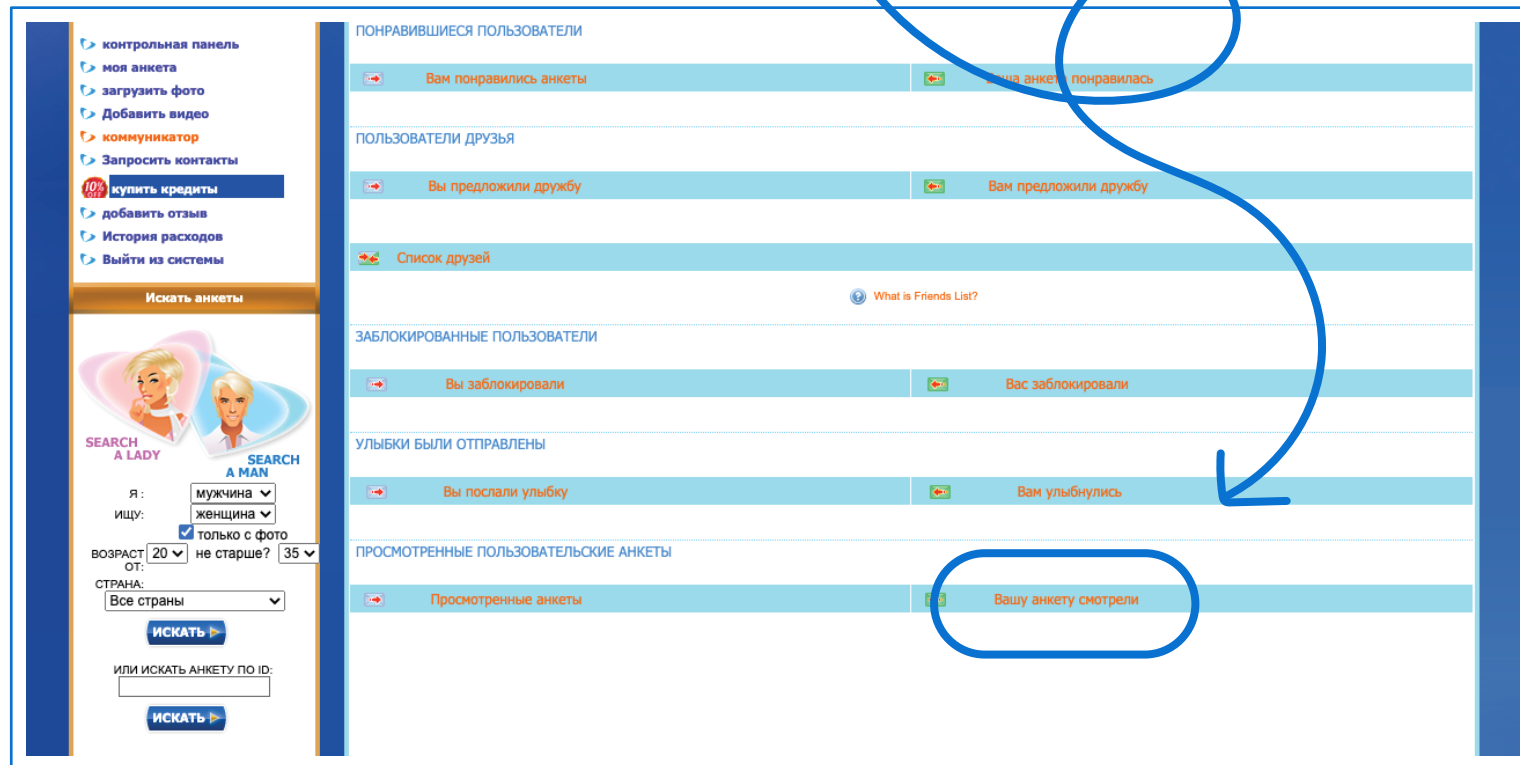 контрольная панель
моя анкета
загрузить фото
Добавить видео
коммуникатор
Запросить контакты
10% OFF купить кредиты
добавить отзыв
История расходов
Выйти из системы
Искать анкеты
SEARCH
A LADY
SEARCH
A MAN
Я :
мужчина
ИЩУ:
женщина
только с фото
ВОЗРАСТ ОТ: 20 не старше? 35
СТРАНА:
Все страны
ИСКАТЬ
ИЛИ ИСКАТЬ АНКЕТУ ПО ID:
ИСКАТЬ
ПОНРАВИВШИЕСЯ ПОЛЬЗОВАТЕЛИ
Вам понравились анкеты
Ваша анкета понравилась
ПОЛЬЗОВАТЕЛИ ДРУЗЬЯ
Вы предложили дружбу
Вам предложили дружбу
Список друзей
What is Friends List?
ЗАБЛОКИРОВАННЫЕ ПОЛЬЗОВАТЕЛИ
Вы заблокировали
Вас заблокировали
УЛЫБКИ БЫЛИ ОТПРАВЛЕНЫ
Вы послали улыбку
Вам улыбнулись
ПРОСМОТРЕННЫЕ ПОЛЬЗОВАТЕЛЬСКИЕ АНКЕТЫ
Просмотренные анкеты
Вашу анкету смотрели